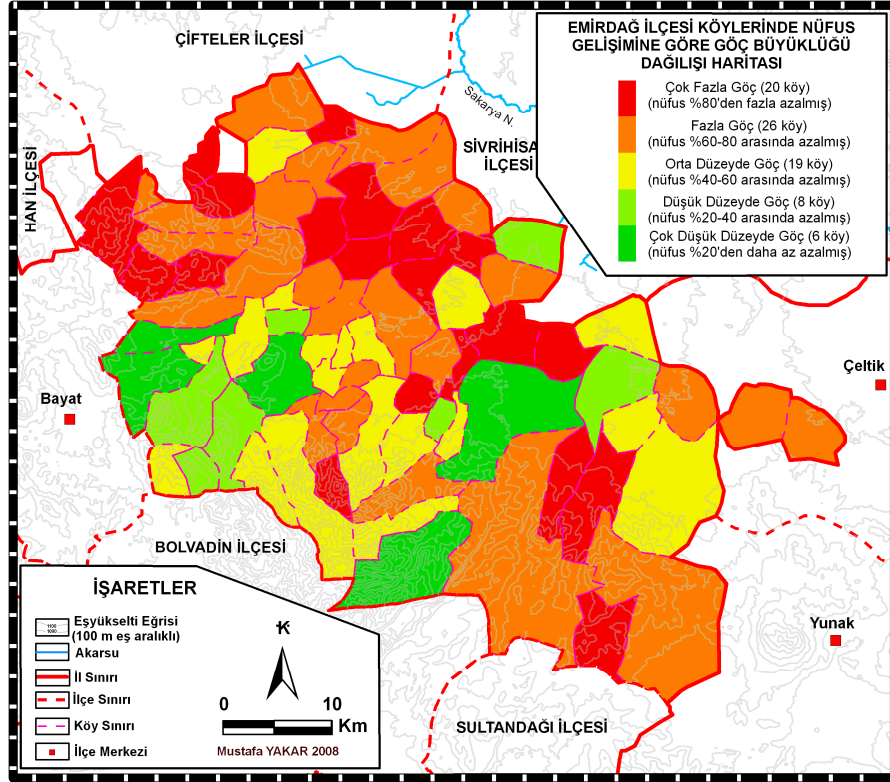 EMİRDAĞ İLÇESİ KÖYLERİNDE NÜFUS
GELİŞİMİNE GÖRE GÖÇ BÜYÜKLÜĞÜ
DAĞILIŞI HARİTASI
Çok Fazla Göç (20 köy)
(nüfus %80'den fazla azalmış)
Fazla Göç (26 köy)
(nüfus %60-80 arasında azalmış)
Orta Düzeyde Göç (19 köy)
(nüfus %40-60 arasında azalmış)
Düşük Düzeyde Göç (8 köy)
(nüfus %20-40 arasında azalmış)
Çok Düşük Düzeyde Göç (6 köy)
(nüfus %20'den daha az azalmış)
ÇİFTELER İLÇESİ
Sakarya N.
SİVRİHİSA
İLÇESİ
HAN İLÇESİ
Çeltik
Bayat
BOLVADİN İLÇESİ
Yunak
SULTANDAĞI İLÇESİ
İŞARETLER
1100
1000
Eşyükselti Eğrisi
(100 m eş aralıklı)
Akarsu
İl Sınırı
İlçe Sınırı
Köy Sınırı
İlçe Merkezi
K
0 10
Km
Mustafa YAKAR 2008